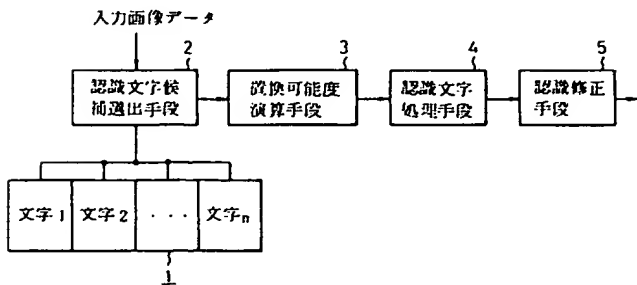 入力画像データ
2
3
4
5
認識文字候
補選出手段
置換可能度
演算手段
認識文字
処理手段
認識修正
手段
文字1
文字2
・・・
文字n
1